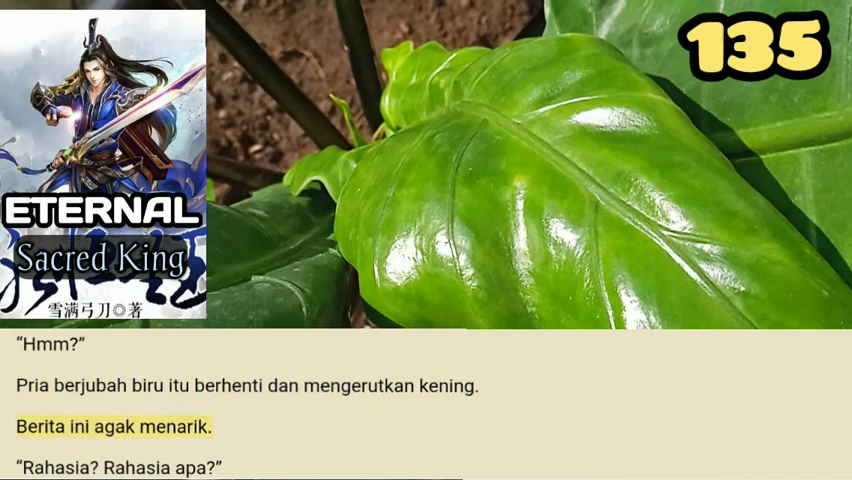 135
ETERNAL
Sacred King
雪满弓刀◎著
“Hmm?”
Pria berjubah biru itu berhenti dan mengerutkan kening.
Berita ini agak menarik.
“Rahasia? Rahasia apa?”